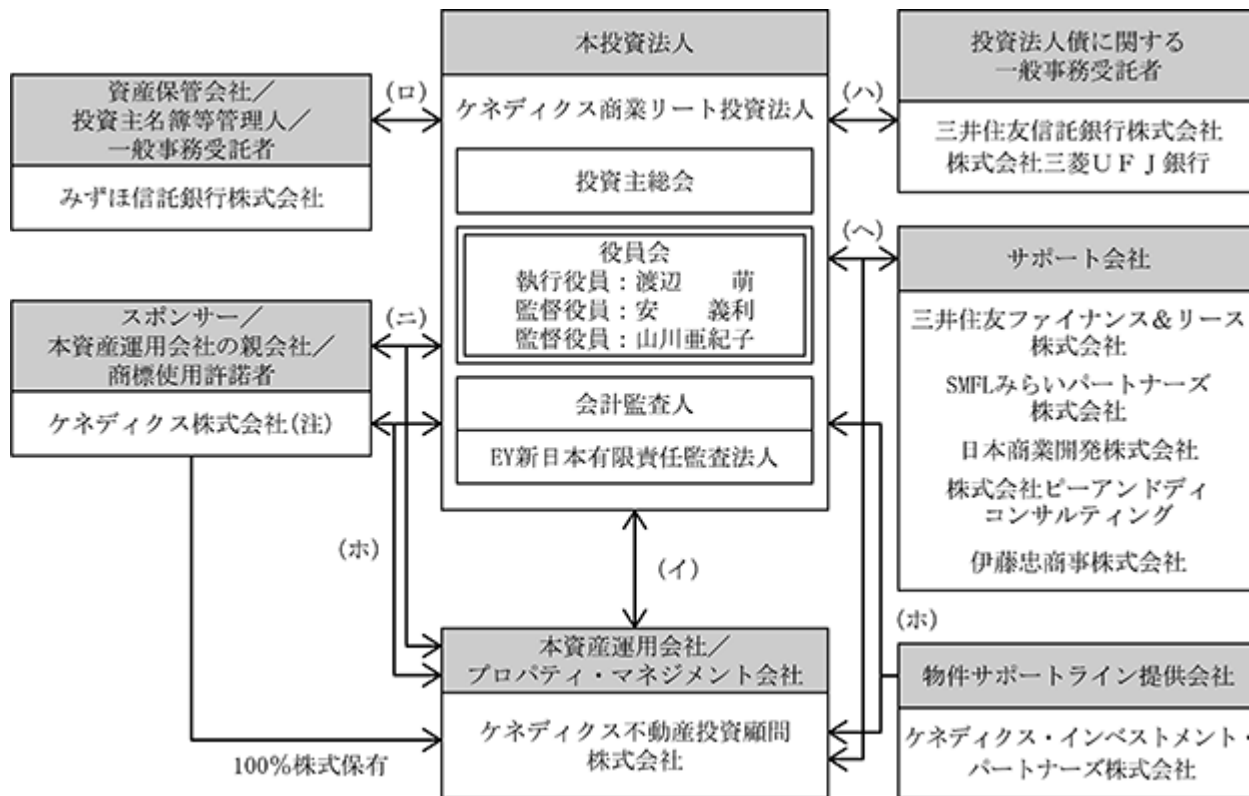 本投資法人
ケネディクス商業リート投資法人
投資主総会
役員会
執行役員:渡辺　　萌
監督役員:安　　義利
監督役員:山川亜紀子
会計監査人
EY新日本有限責任監査法人
(ロ)
資産保管会社/
投資主名簿等管理人/
一般事務受託者
みずほ信託銀行株式会社
(ニ)
スポンサー/
本資産運用会社の親会社/
商標使用許諾者
ケネディクス株式会社(注)
(ホ)
100%株式保有
(イ)
本資産運用会社/
プロパティ・マネジメント会社
ケネディクス不動産投資顧問
株式会社
(ハ)
投資法人債に関する
一般事務受託者
三井住友信託銀行株式会社
株式会社三菱UFJ銀行
(ヘ)
サポート会社
三井住友ファイナンス&リース
株式会社
SMFLみらいパートナーズ
株式会社
日本商業開発株式会社
株式会社ピーアンドディ
コンサルティング
伊藤忠商事株式会社
(ホ)
物件サポートライン提供会社
ケネディクス・インベストメント・
パートナーズ株式会社